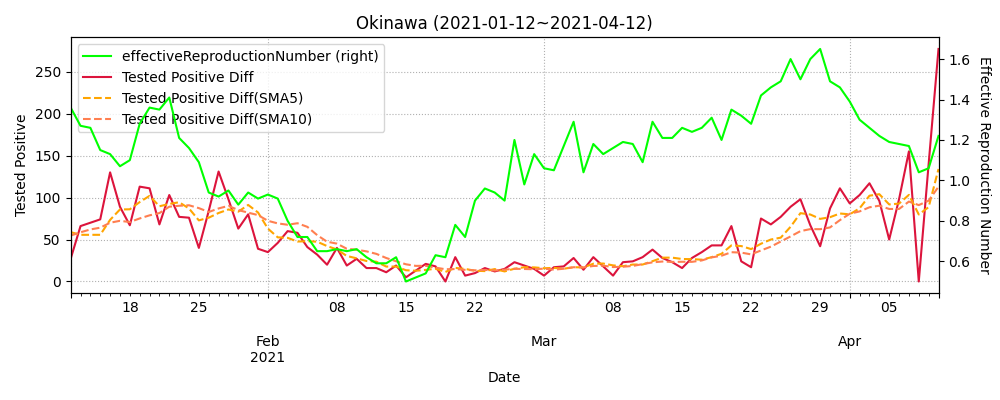 Okinawa (2021-01-12~2021-04-12)
effectiveReproductionNumber (right)
Tested Positive Diff
Tested Positive Diff(SMA5)
Tested Positive Diff(SMA10)
Tested Positive
250
200
150
100
50
0
1.6
1.4
1.2
1.0
0.8
0.6
Effective Reproduction Number
18 25 08 15 22 08 15 22 29 05
Feb Mar Apr
2021
Date